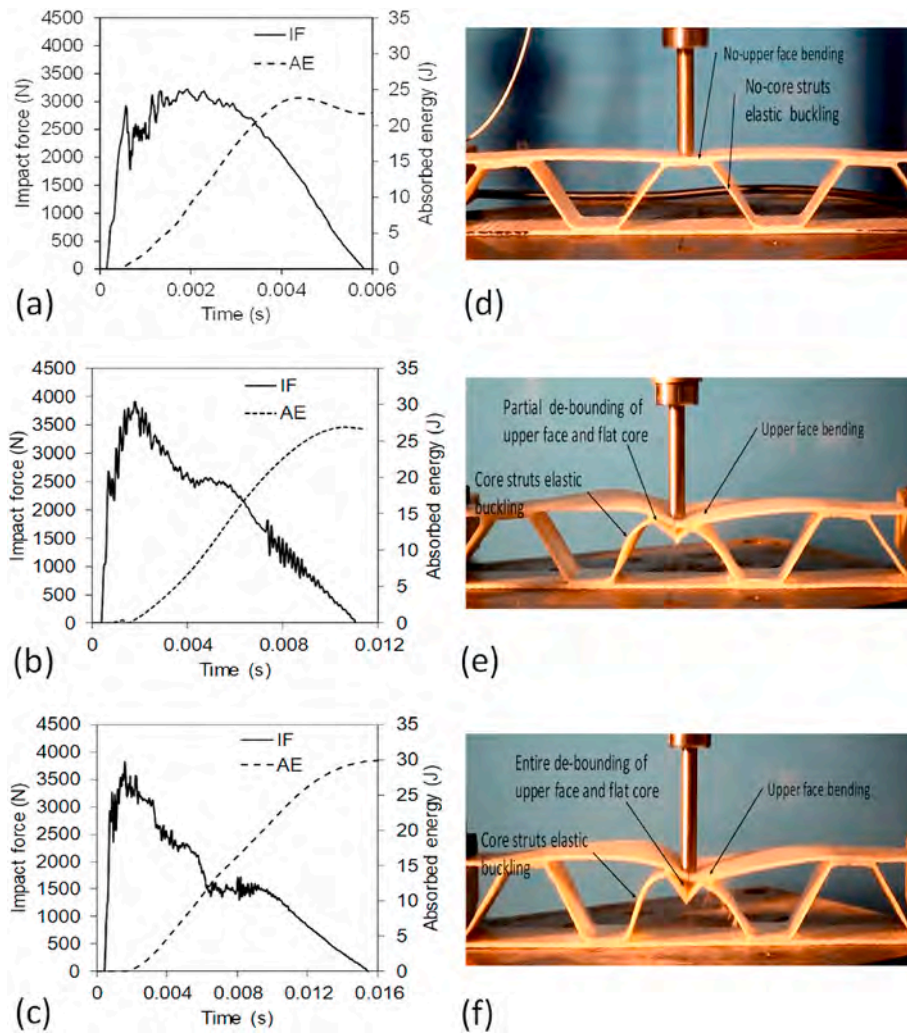 4500
4000
3500
3000
2500
2000
1500
1000
500
0
Impact force (N)
IF
AE
35
30
25
20
15
10
5
0
Absorbed energy (J)
0
0.002
0.004
0.006
Time (s)
(a)
No-upper face bending
No-core struts
elastic buckling
(d)
4500
4000
3500
3000
2500
2000
1500
1000
500
0
Impact force (N)
IF
AE
35
30
25
20
15
10
5
0
Absorbed energy (J)
0
0.004
0.008
0.012
Time (s)
(b)
Partial de-bounding of
upper face and flat core
Upper face bending
Core struts elastic
buckling
(e)
4500
4000
3500
3000
2500
2000
1500
1000
500
0
Impact force (N)
IF
AE
35
30
25
20
15
10
5
0
Absorbed energy (J)
0
0.004
0.008
0.012
0.016
Time (s)
(c)
Entire de-bounding of
upper face and flat core
Upper face bending
Core struts elastic
buckling
(f)